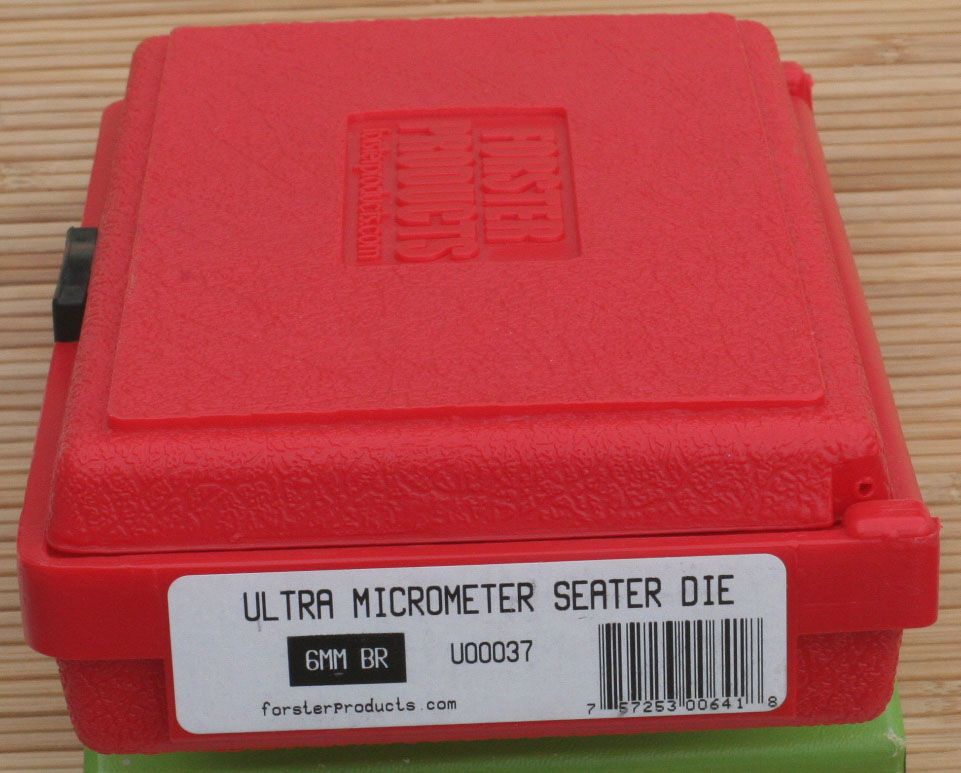 FORSTER
PRODUCTS
forsterproducts.com
ULTRA MICROMETER SEATER DIE
6MM BR
U00037
forsterproducts.com
7 57253 00641 8